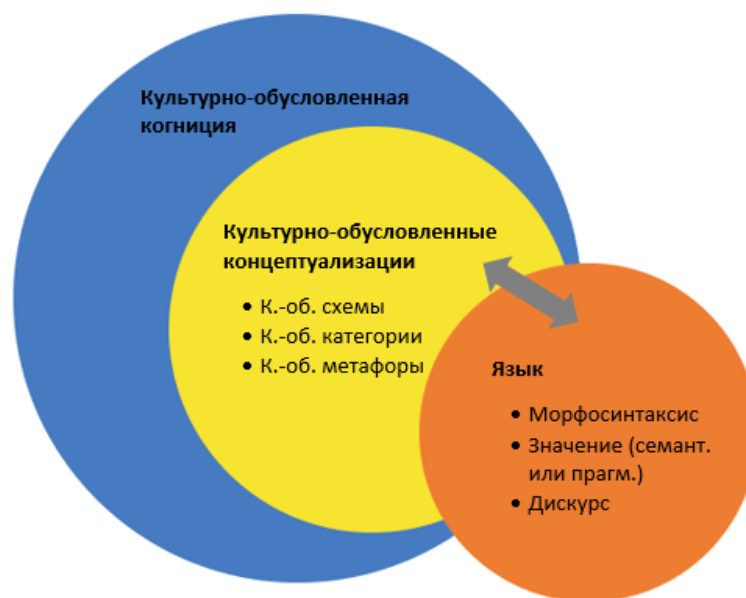 Культурно-обусловленная
когниция
Культурно-обусловленные
концептуализации
• К.-об. схемы
• К.-об. категории
• К.-об. метафоры
Язык
• Морфосинтаксис
• Значение (семант.
или прагм.)
• Дискурс